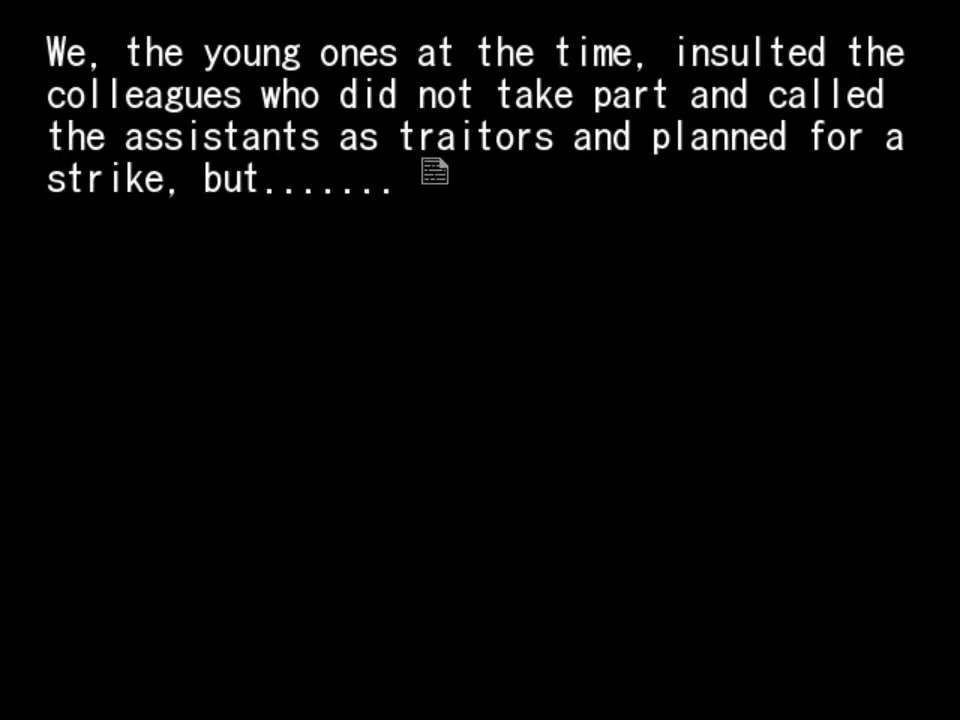 We, the young ones at the time, insulted the
colleagues who did not take part and called
the assistants as traitors and planned for a
strike, but.......